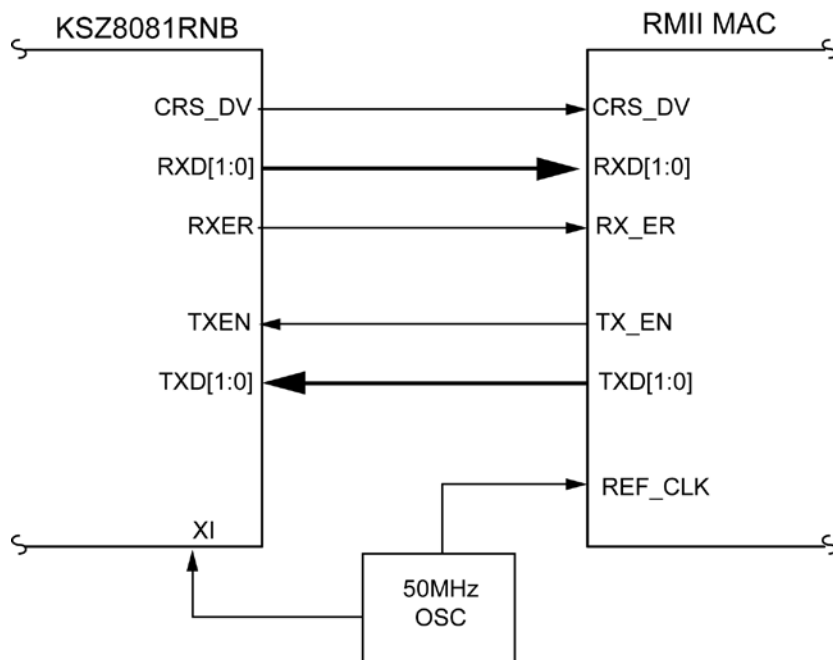 KSZ8081RNB
RMII MAC
CRS_DV
CRS_DV
RXD[1:0]
RXD[1:0]
RXER
RX_ER
TXEN
TX_EN
TXD[1:0]
TXD[1:0]
REF_CLK
XI
50MHz
OSC